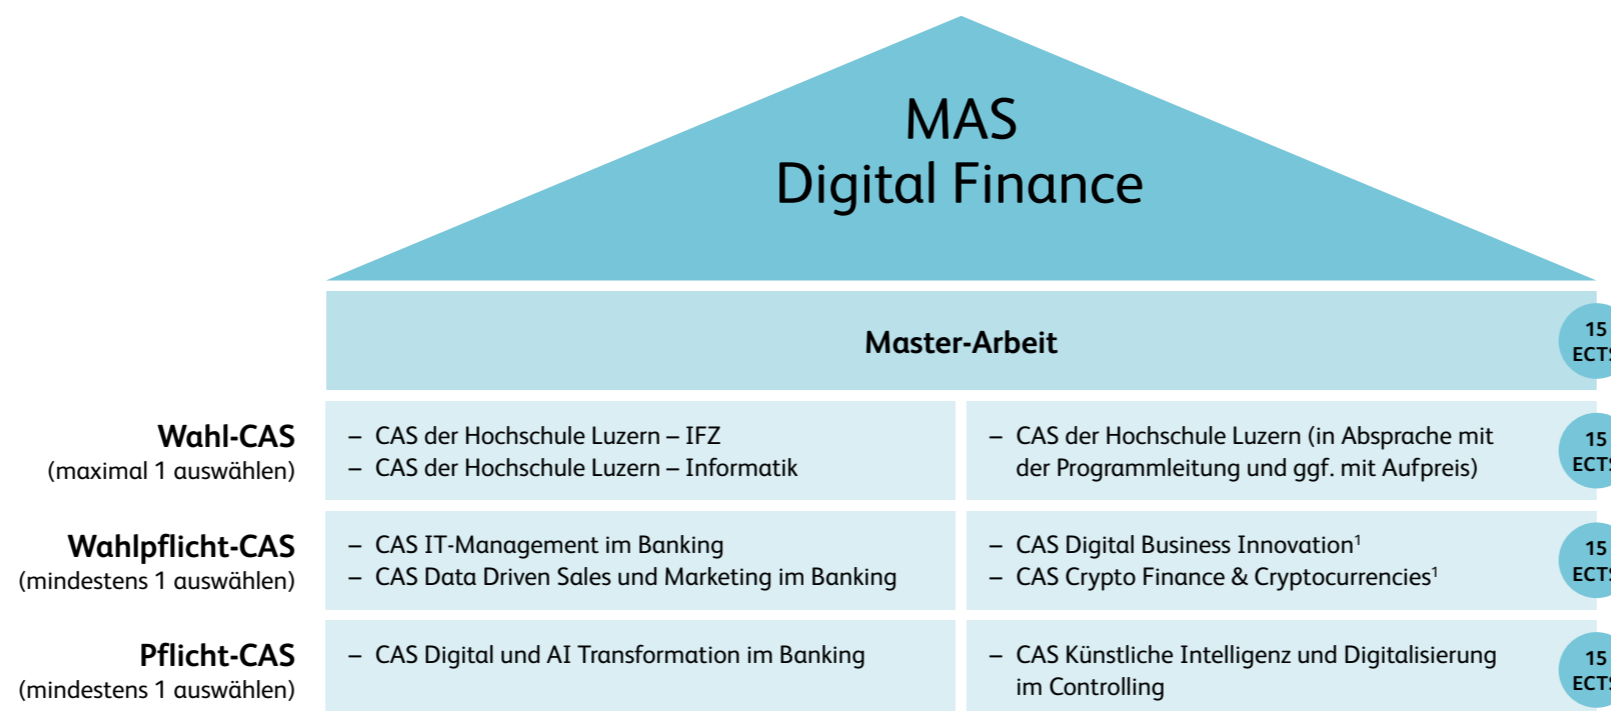 MAS
Digital Finance
Master-Arbeit
15
ECTS
Wahl-CAS
(maximal 1 auswählen)
– CAS der Hochschule Luzern – IFZ
– CAS der Hochschule Luzern – Informatik
– CAS der Hochschule Luzern (in Absprache mit
der Programmleitung und ggf. mit Aufpreis)
15
ECTS
Wahlpflicht-CAS
(mindestens 1 auswählen)
– CAS IT-Management im Banking
– CAS Data Driven Sales und Marketing im Banking
– CAS Digital Business Innovation¹
– CAS Crypto Finance & Cryptocurrencies¹
15
ECTS
Pflicht-CAS
(mindestens 1 auswählen)
– CAS Digital und AI Transformation im Banking
– CAS Künstliche Intelligenz und Digitalisierung
im Controlling
15
ECTS